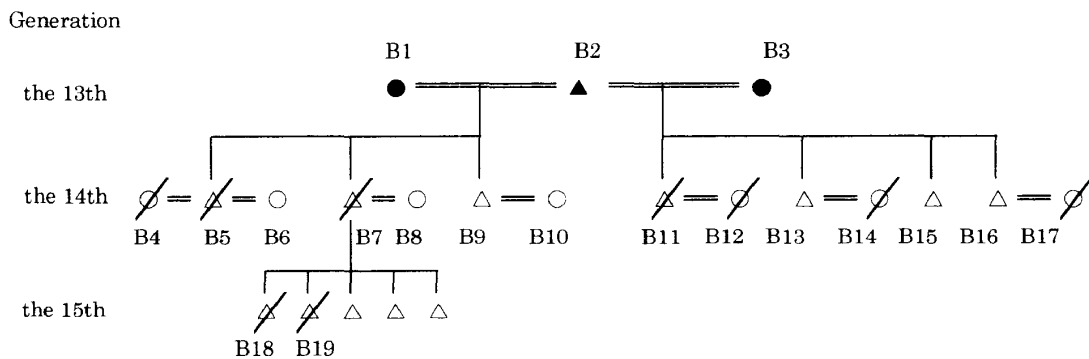 Generation
B1 B2 B3
the 13th
the 14th
B4 B5 B6 B7 B8 B9 B10 B11 B12 B13 B14 B15 B16 B17
the 15th
B18 B19